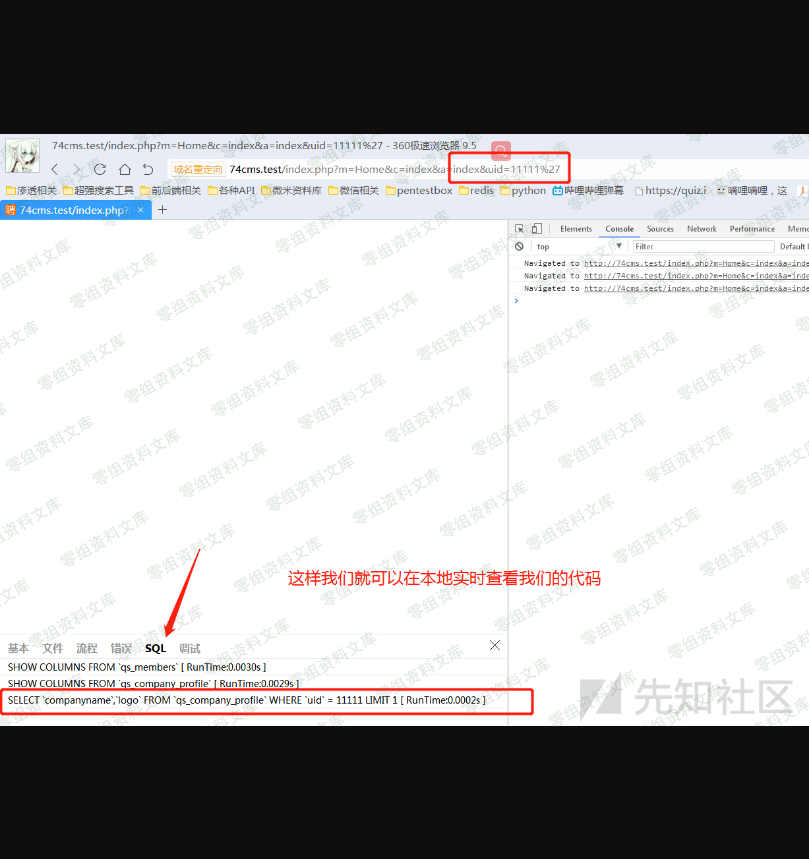 74cms.test/index.php?m=Home&c=index&a=index&uid=11111%27 - 360极速浏览器 9.5
域名重定向 74cms.test/index.php?m=Home&c=index&a=index&uid=11111%27
渗透相关 超强搜索工具 前后端相关 各种API 微米资料库 微信相关 pentestbox redis python 哔哩哔哩弹幕 https://quiz.i 嘀哩嘀哩，这
74cms.test/index.php? × +
Elements Console Sources Network Performance Memo
top Filter Default l
Navigated to http://74cms.test/index.php?m=Home&c=index&a=inde
Navigated to http://74cms.test/index.php?m=Home&c=index&a=inde
Navigated to http://74cms.test/index.php?m=Home&c=index&a=inde
这样我们就可以在本地实时查看我们的代码
基本 文件 流程 错误 SQL 调试
SHOW COLUMNS FROM `qs_members` [ RunTime:0.0030s ]
SHOW COLUMNS FROM `qs_company_profile` [ RunTime:0.0029s ]
SELECT `companyname`,`logo` FROM `qs_company_profile` WHERE `uid` = 11111 LIMIT 1 [ RunTime:0.0002s ]
先知社区
零组资料文库